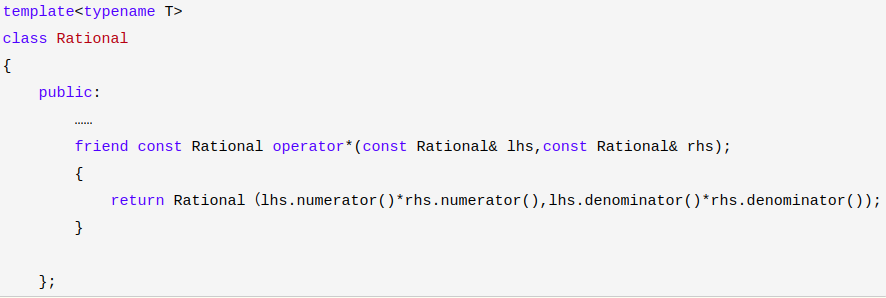 template<typename T>
class Rational
{
    public:
        ……
        friend const Rational operator*(const Rational& lhs,const Rational& rhs);
        {
            return Rational（lhs.numerator()*rhs.numerator(),lhs.denominator()*rhs.denominator());
        }
    };